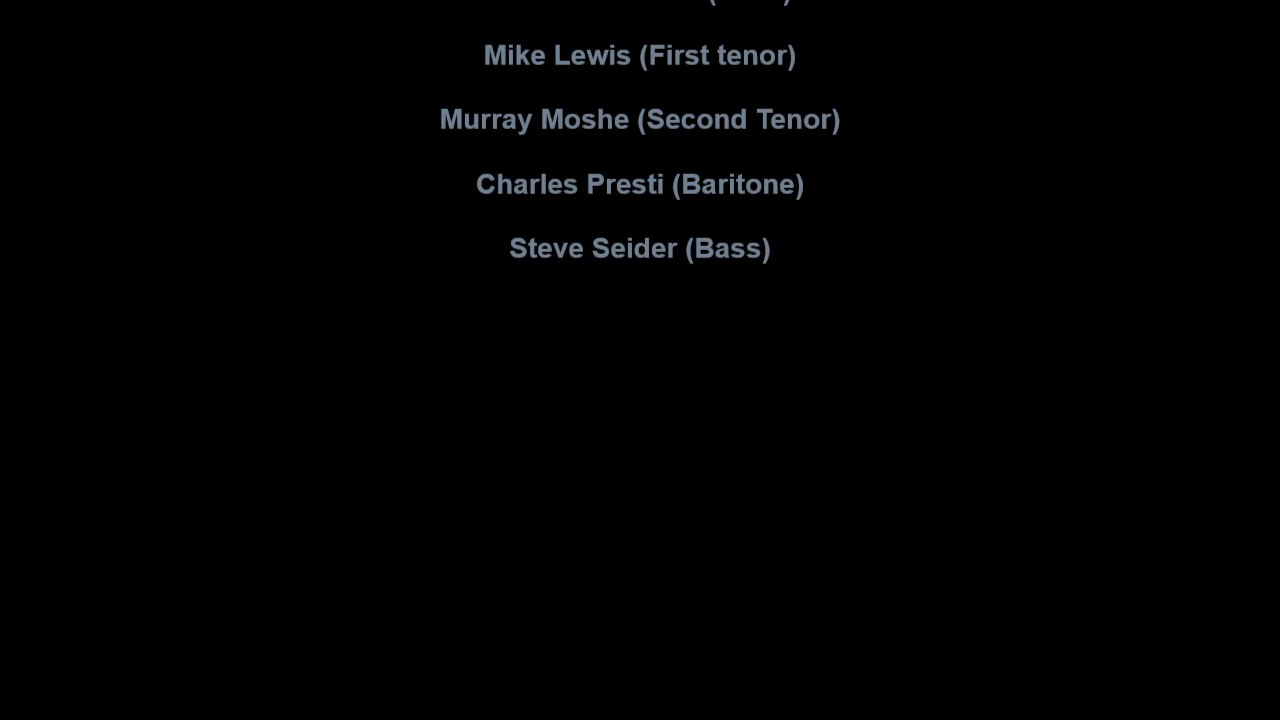 Mike Lewis (First tenor)
Murray Moshe (Second Tenor)
Charles Presti (Baritone)
Steve Seider (Bass)